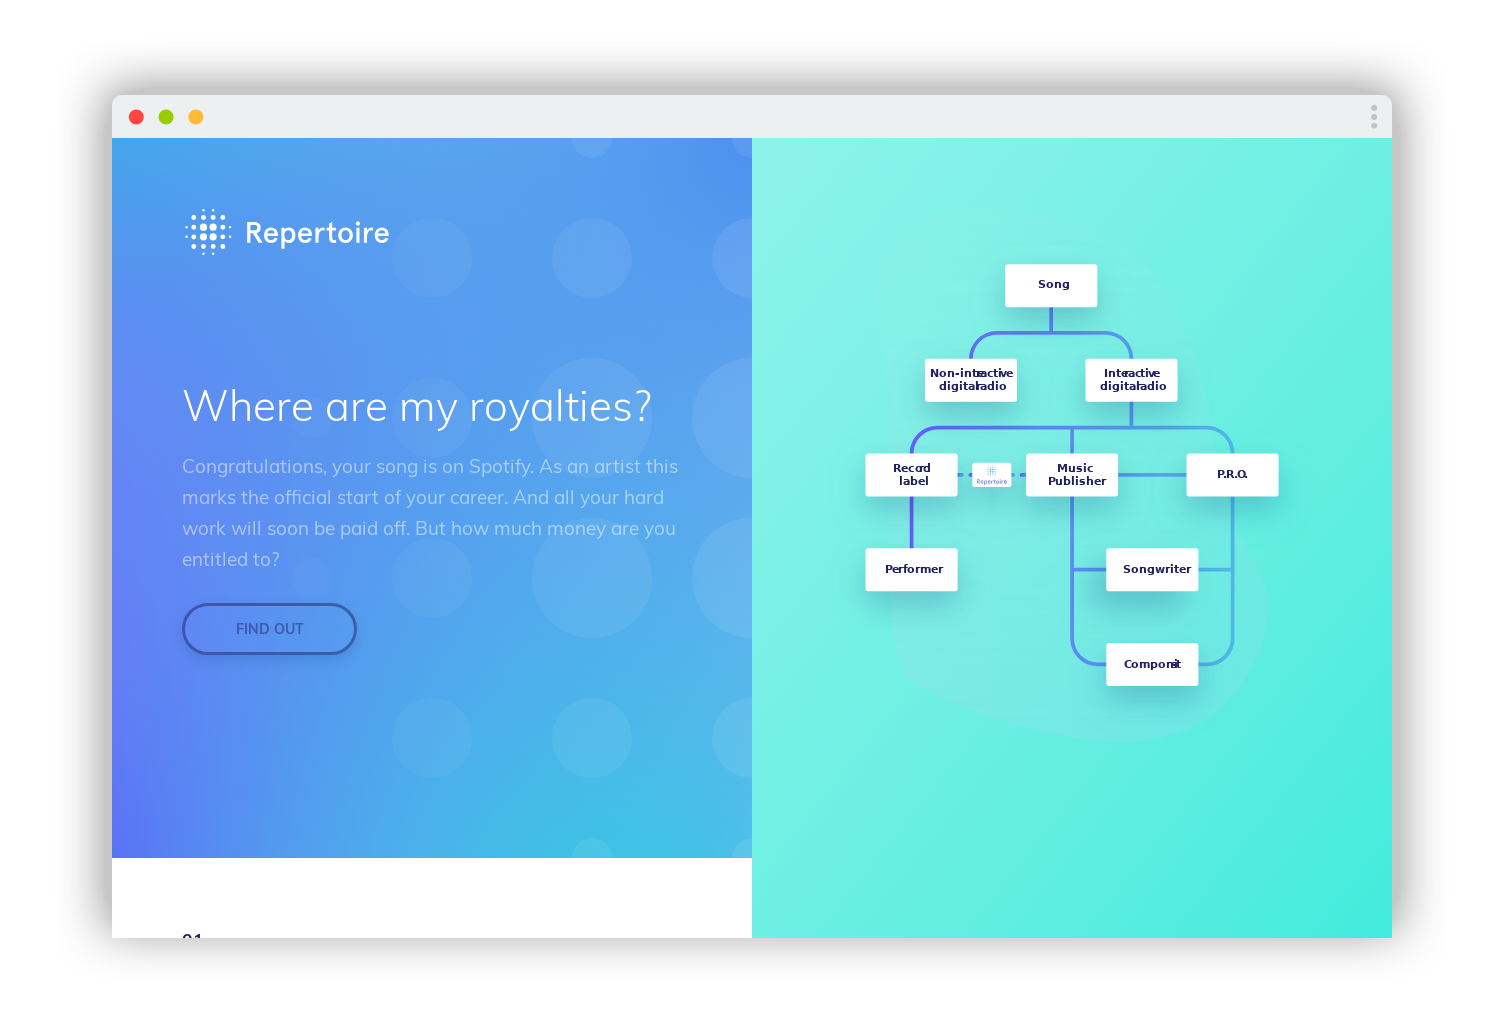 Repertoire
Where are my royalties?
Congratulations, your song is on Spotify. As an artist this
marks the official start of your career. And all your hard
work will soon be paid off. But how much money are you
entitled to?
FIND OUT
Song
Non-interactive
digital radio
Interactive
digital radio
Record
label
Repertoire
Music
Publisher
P.R.O.
Performer
Songwriter